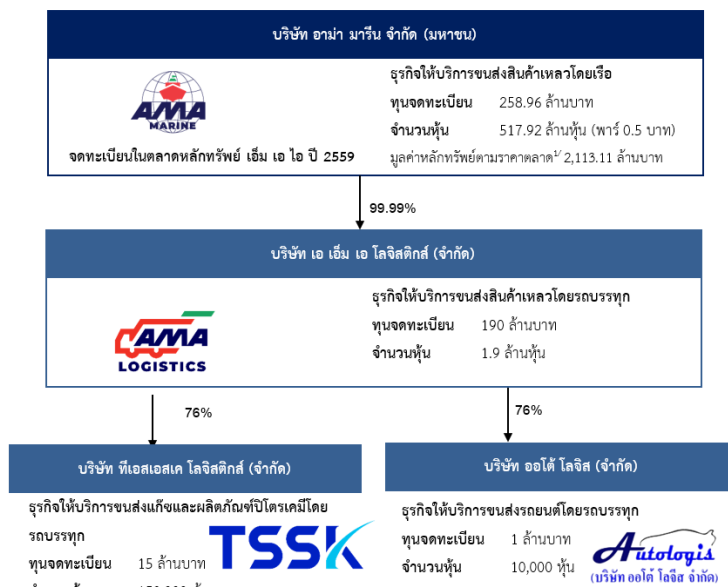 บริษัท อาม่า มารีน จำกัด (มหาชน)
AMA
MARINE
จดทะเบียนในตลาดหลักทรัพย์ เอ็ม เอ ไอ ปี 2559
ธุรกิจให้บริการขนส่งสินค้าเหลวโดยเรือ
ทุนจดทะเบียน 258.96 ล้านบาท
จำนวนหุ้น 517.92 ล้านหุ้น (พาร์ 0.5 บาท)
มูลค่าหลักทรัพย์ตามราคาตลาด1/ 2,113.11 ล้านบาท
99.99%
บริษัท เอ เอ็ม เอ โลจิสติกส์ (จำกัด)
AMA
LOGISTICS
ธุรกิจให้บริการขนส่งสินค้าเหลวโดยรถบรรทุก
ทุนจดทะเบียน 190 ล้านบาท
จำนวนหุ้น 1.9 ล้านหุ้น
76%
76%
บริษัท ทีเอสเอสเค โลจิสติกส์ (จำกัด)
ธุรกิจให้บริการขนส่งแก๊ซและผลิตภัณฑ์ปิโตรเคมีโดย
รถบรรทุก
ทุนจดทะเบียน 15 ล้านบาท
TSSK
บริษัท ออโต้ โลจิส (จำกัด)
ธุรกิจให้บริการขนส่งรถยนต์โดยรถบรรทุก
ทุนจดทะเบียน 1 ล้านบาท
จำนวนหุ้น 10,000 หุ้น
Autologis
(บริษัท ออโต้ โลจิส จำกัด)